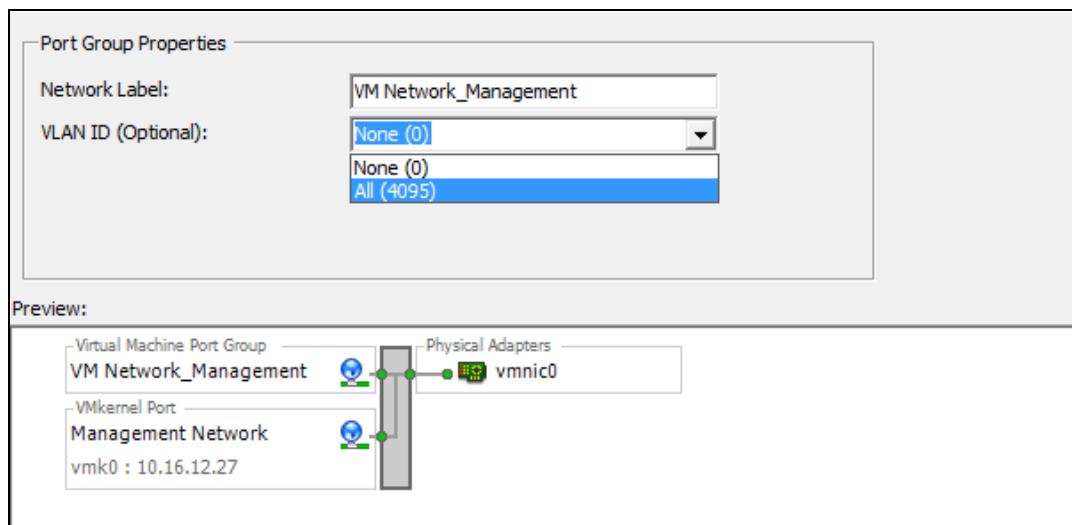 Port Group Properties
Network Label:
VM Network_Management
VLAN ID (Optional):
None (0)
None (0)
All (4095)
Preview:
Virtual Machine Port Group
VM Network_Management
Physical Adapters
vmnic0
VMkernel Port
Management Network
vmk0 : 10.16.12.27